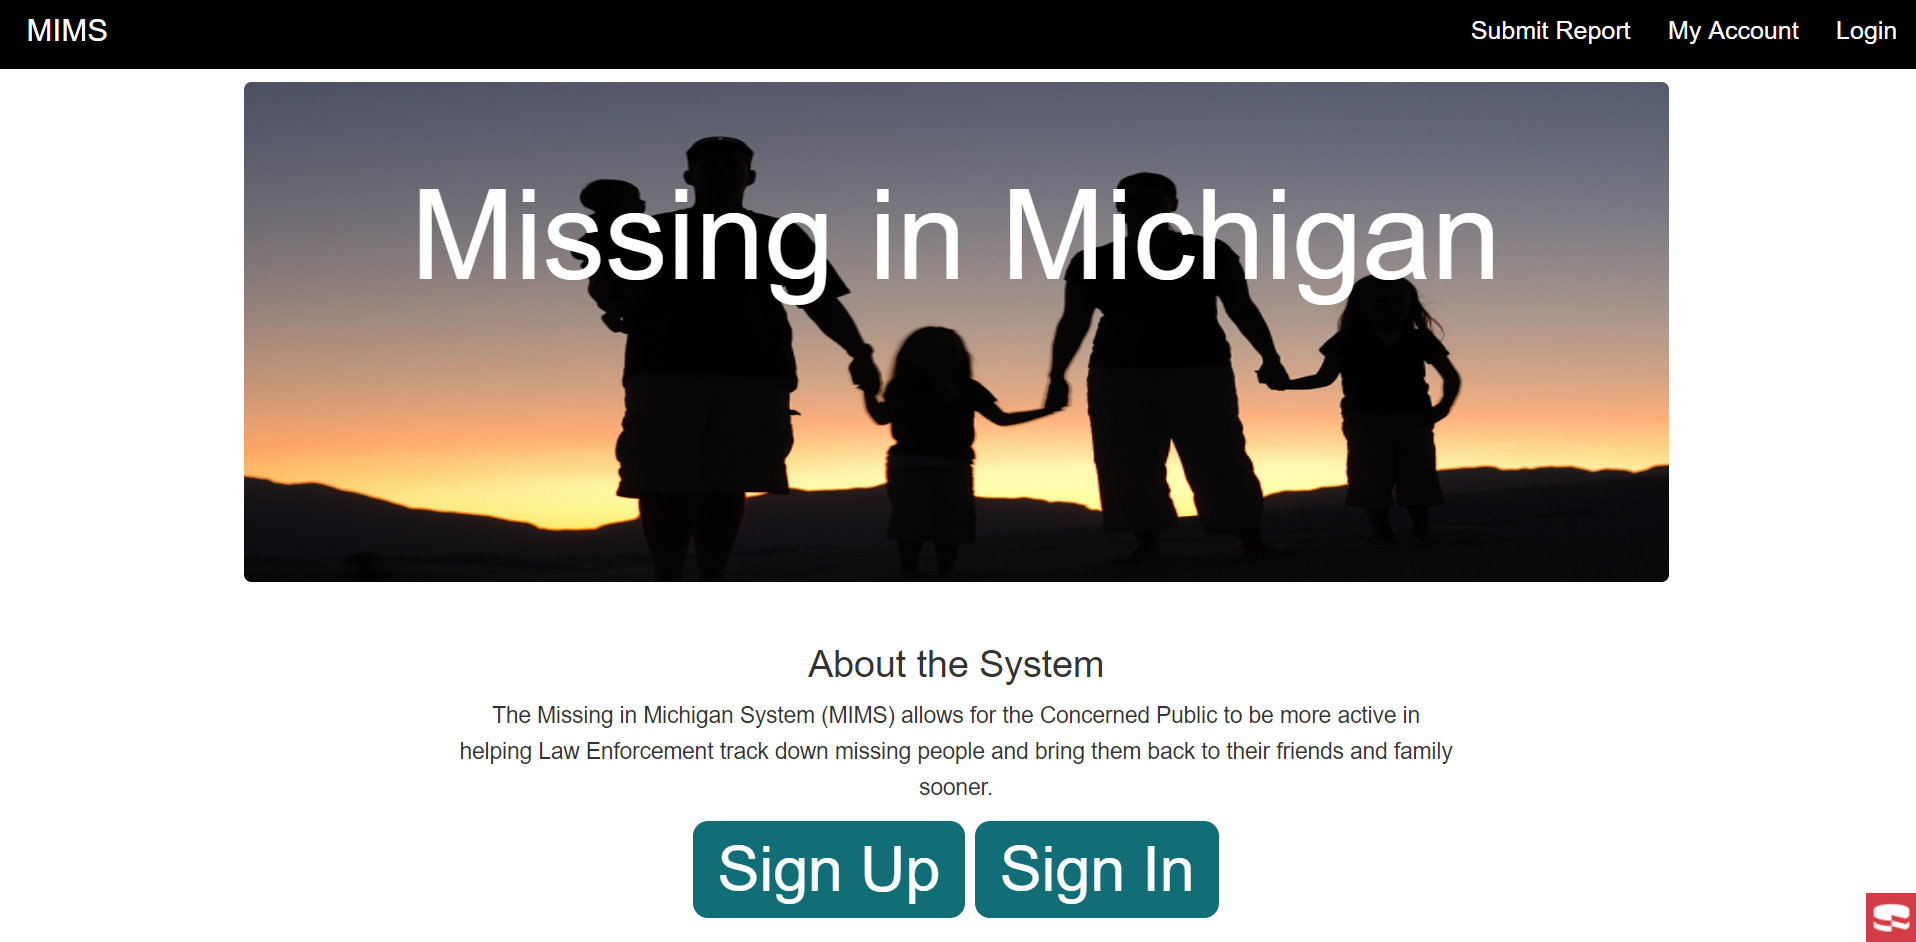 MIMS
Submit Report
My Account
Login
Missing in Michigan
About the System
The Missing in Michigan System (MIMS) allows for the Concerned Public to be more active in
helping Law Enforcement track down missing people and bring them back to their friends and family
sooner.
Sign Up
Sign In